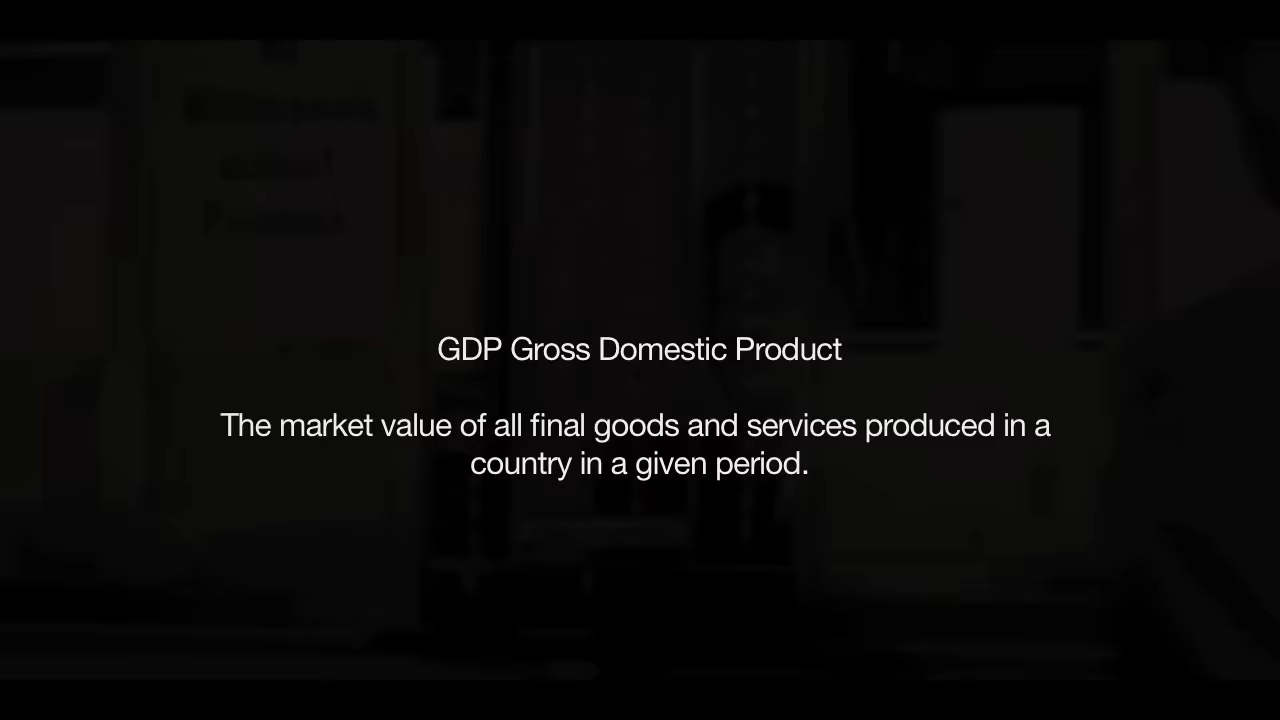 GDP Gross Domestic Product
The market value of all final goods and services produced in a
country in a given period.